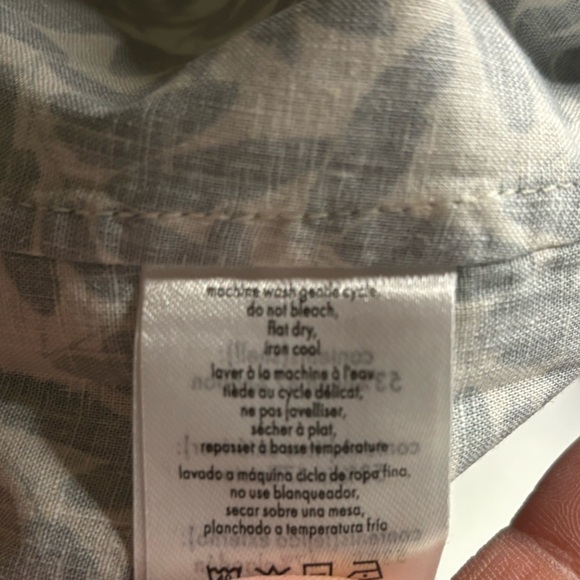 machine wash gentle cycle,
do not bleach,
flat dry,
iron cool
laver à la machine à l'eau
tiède au cycle délicat,
ne pas javelliser,
sécher à plat,
repasser à basse température
lavado a máquina cicla de ropa fina,
no use blanqueador,
secar sobre una mesa,
planchado a temperatura frío